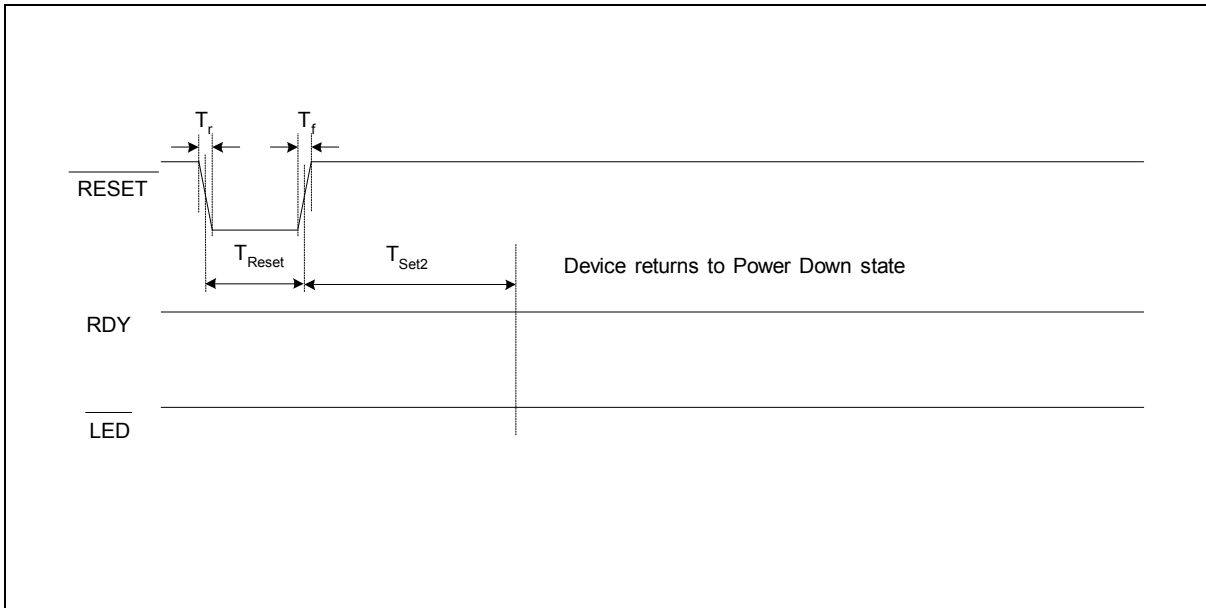 Tr Tf
RESET
TReset TSet2 Device returns to Power Down state
RDY
LED